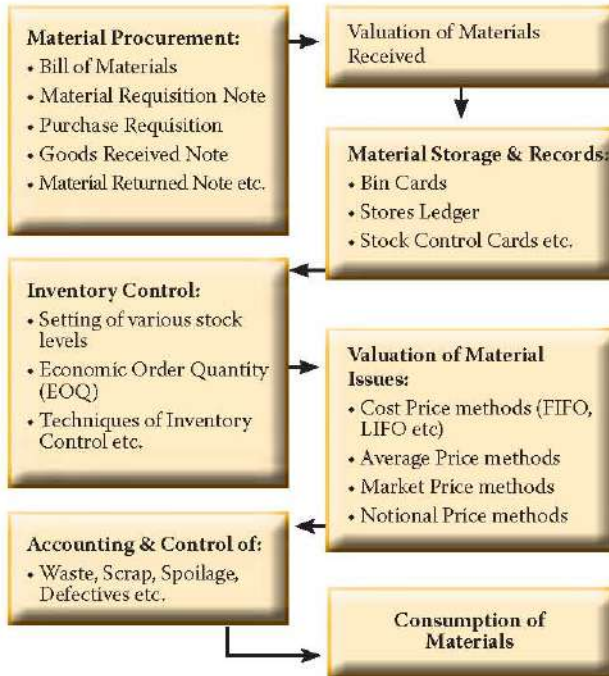 Material Procurement:
• Bill of Materials
• Material Requisition Note
• Purchase Requisition
• Goods Received Note
• Material Returned Note etc.
Valuation of Materials
Received
Material Storage & Records:
• Bin Cards
• Stores Ledger
• Stock Control Cards etc.
Inventory Control:
• Setting of various stock
levels
• Economic Order Quantity
(EOQ)
• Techniques of Inventory
Control etc.
Valuation of Material
Issues:
• Cost Price methods (FIFO,
LIFO etc)
• Average Price methods
• Market Price methods
• Notional Price methods
Accounting & Control of:
• Waste, Scrap, Spoilage,
Defectives etc.
Consumption of
Materials